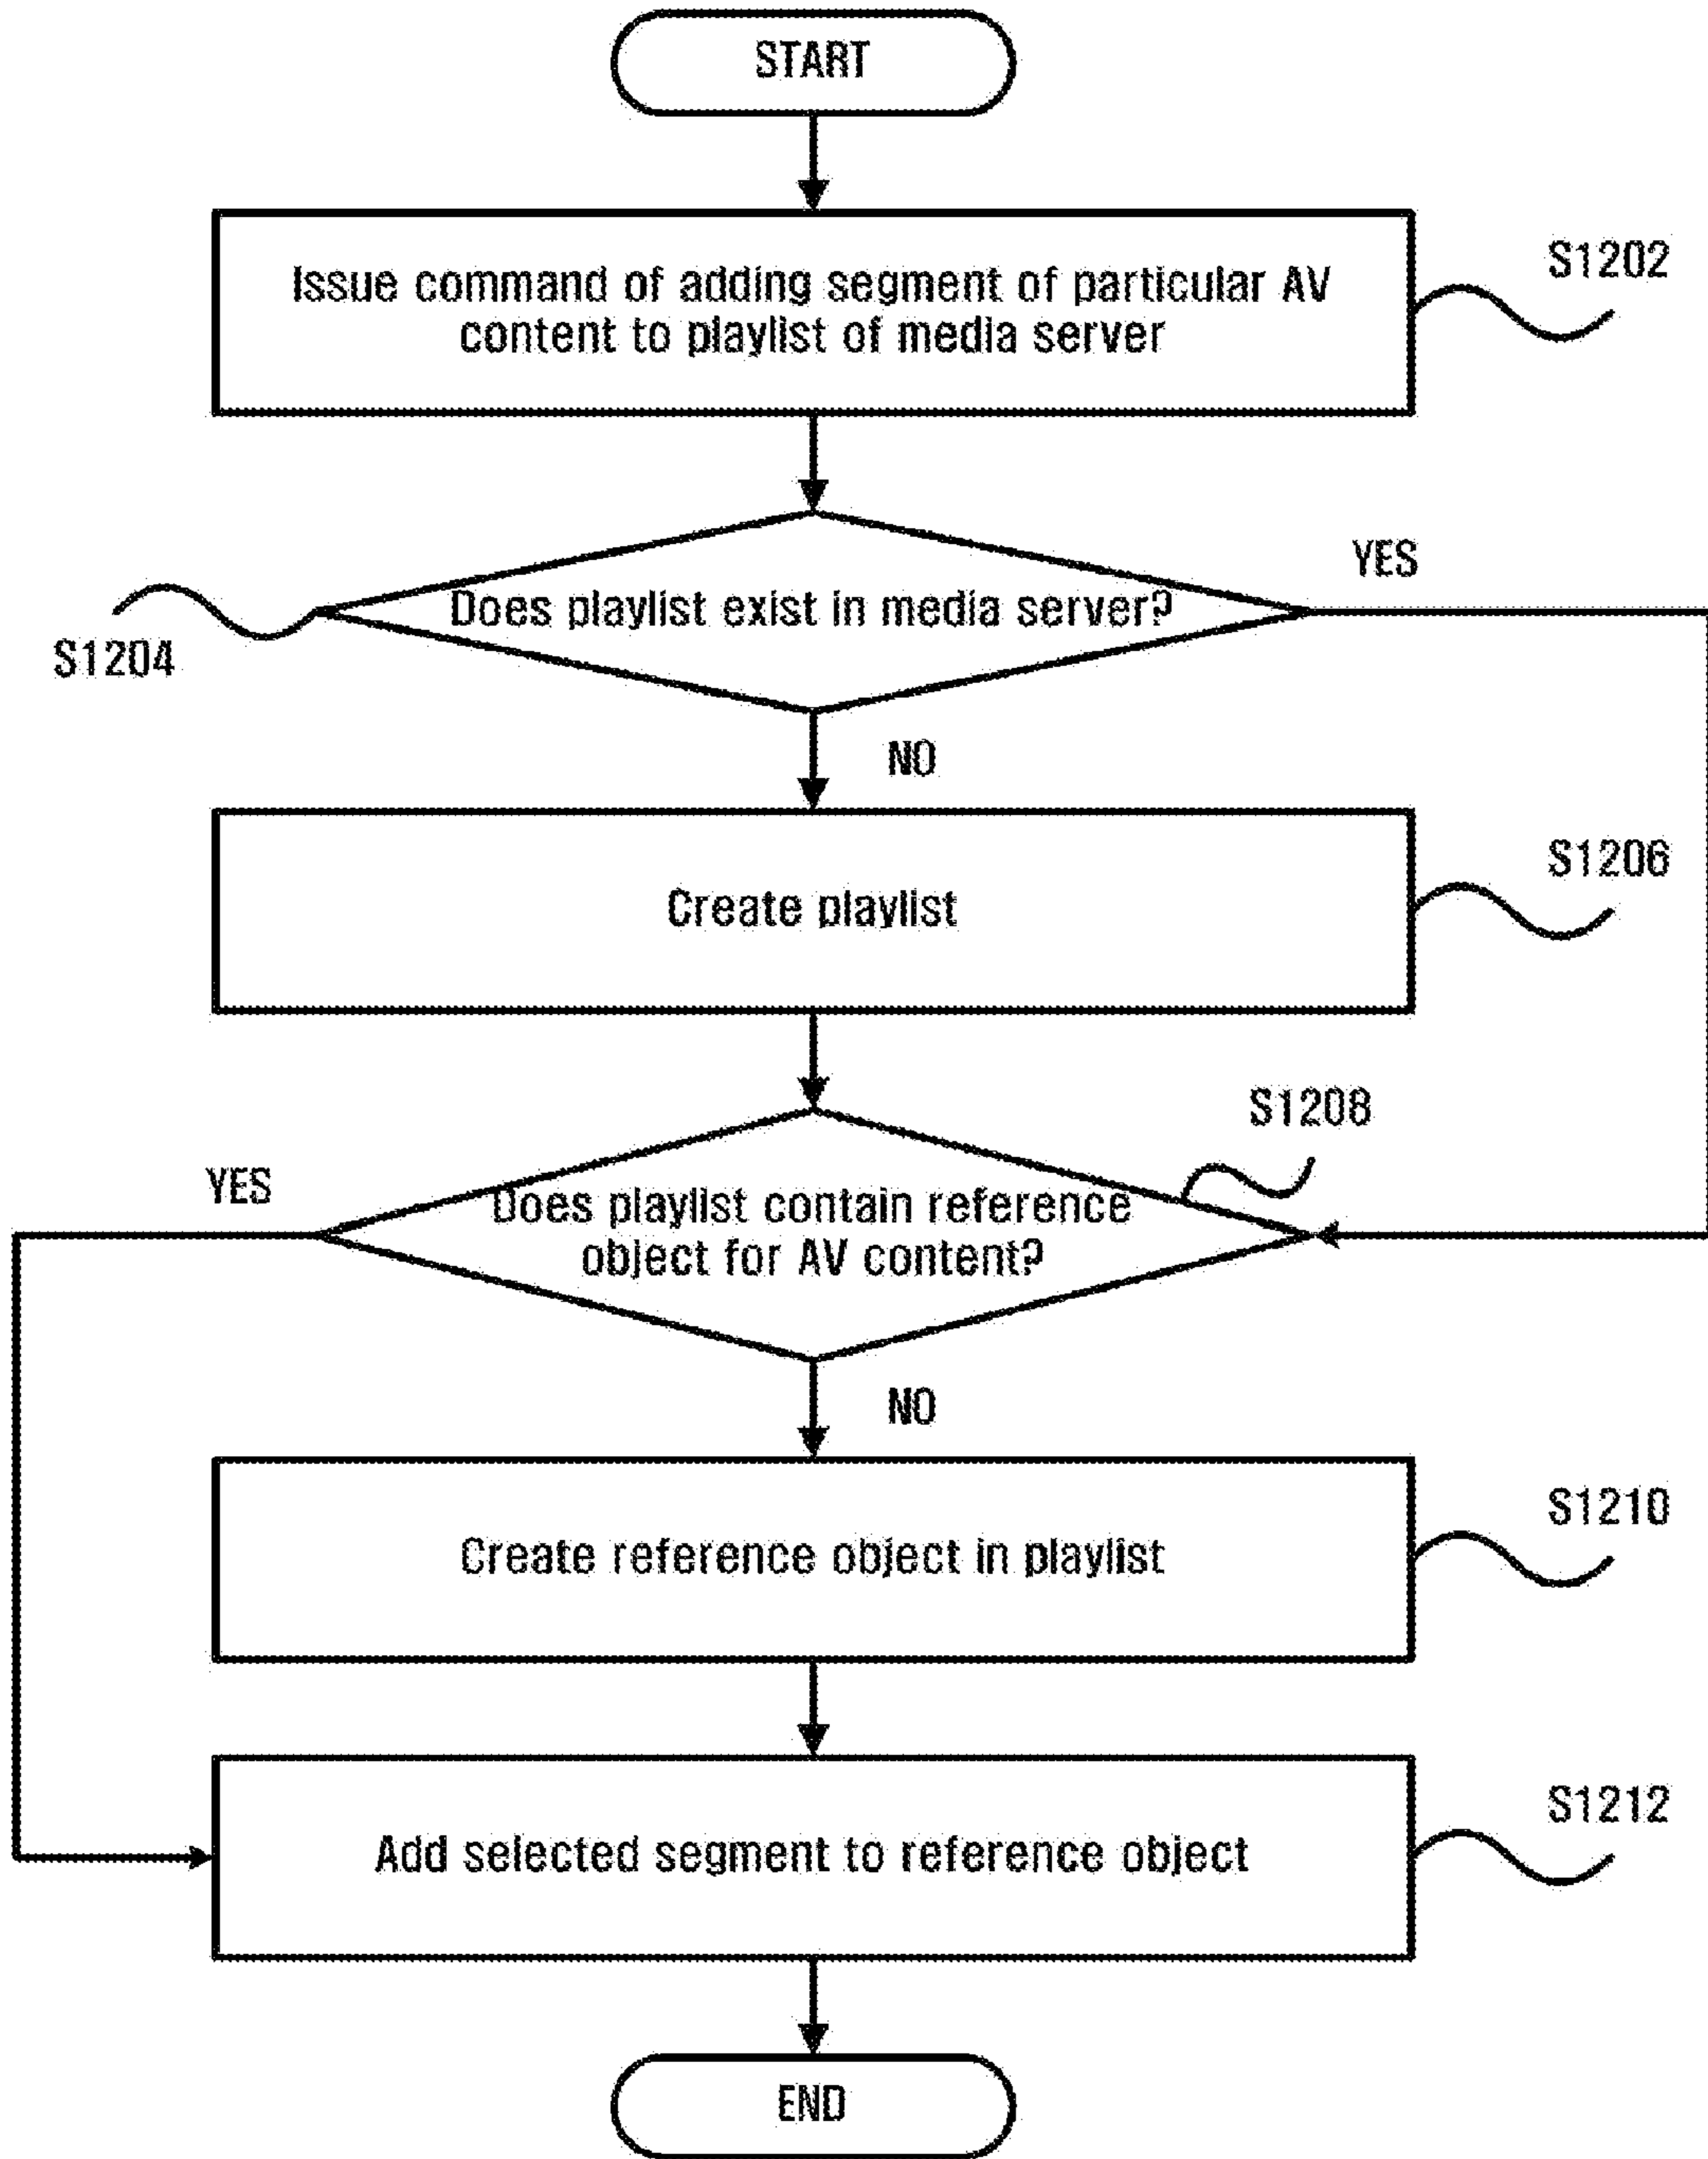 START
Issue command of adding segment of particular AV
content to playlist of media server
S1202
YES
Does playlist exist in media server?
S1204
NO
Create playlist
S1206
S1208
YES
Does playlist contain reference
object for AV content?
NO
Create reference object in playlist
S1210
Add selected segment to reference object
S1212
END